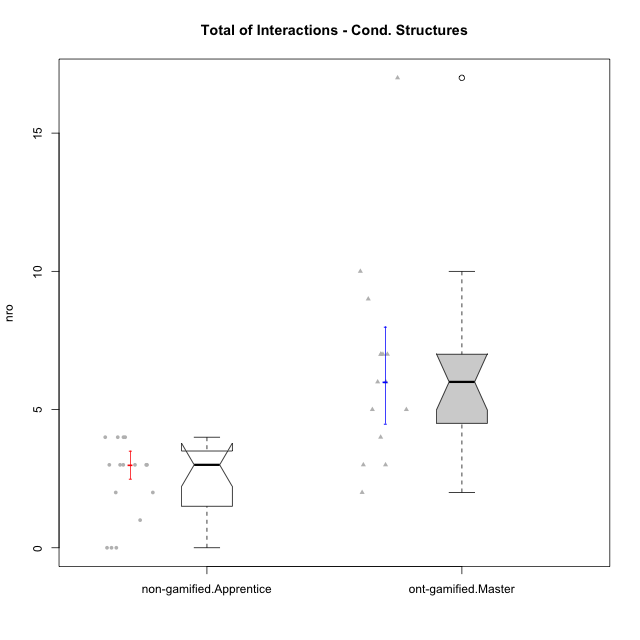 Total of Interactions - Cond. Structures
nro
15
10
5
0
non-gamified.Apprentice
ont-gamified.Master